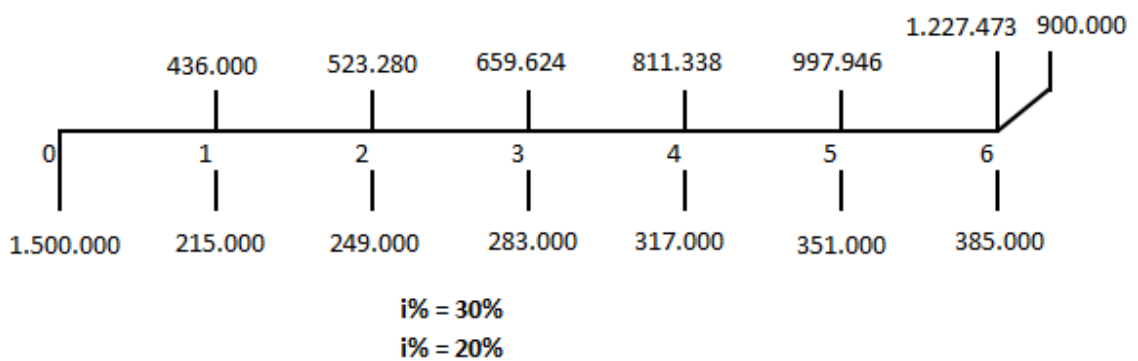 1.227.473 900.000
436.000 523.280 659.624 811.338 997.946
0 1 2 3 4 5 6
1.500.000 215.000 249.000 283.000 317.000 351.000 385.000
i% = 30%
i% = 20%